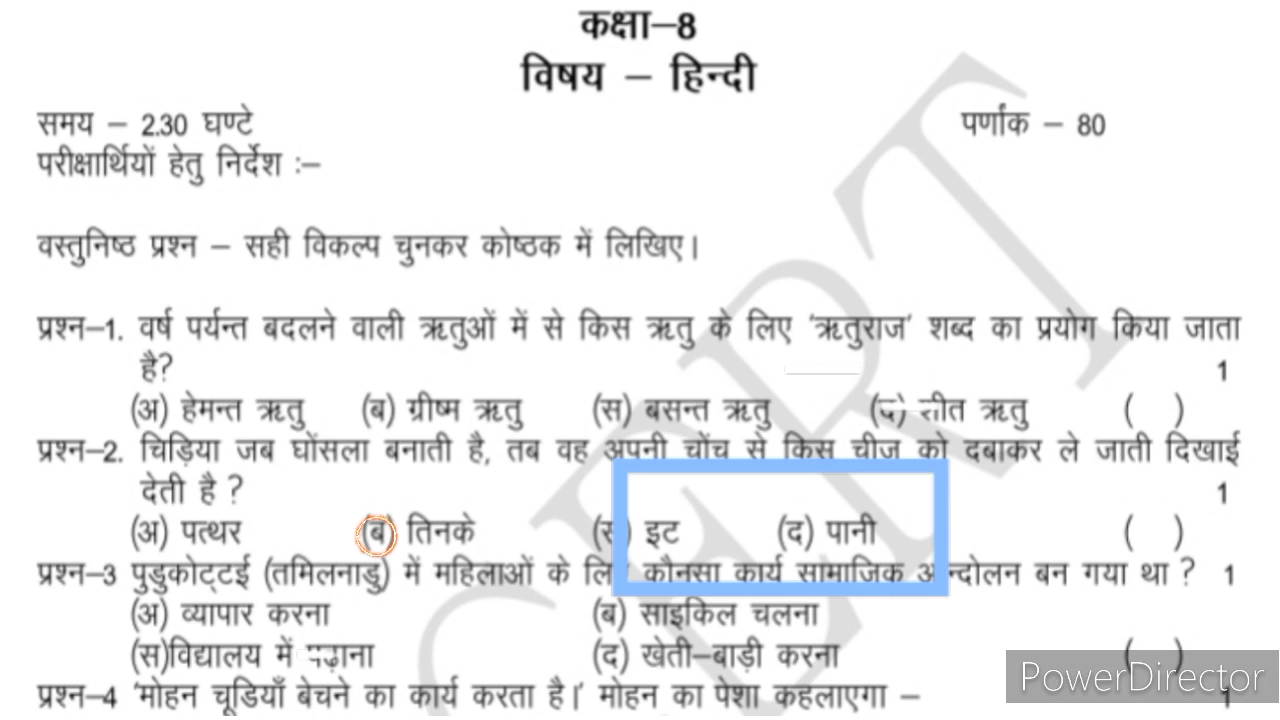 कक्षा–8
विषय – हिन्दी
समय – 2.30 घण्टे पर्णांक – 80
परीक्षार्थियों हेतु निर्देश :–
वस्तुनिष्ठ प्रश्न – सही विकल्प चुनकर कोष्ठक में लिखिए।
प्रश्न–1. वर्ष पर्यन्त बदलने वाली ऋतुओं में से किस ऋतु के लिए 'ऋतुराज' शब्द का प्रयोग किया जाता
है? 1
(अ) हेमन्त ऋतु (ब) ग्रीष्म ऋतु (स) बसन्त ऋतु (द) शीत ऋतु ( )
प्रश्न–2. चिड़िया जब घोंसला बनाती है, तब वह अपनी चोंच से किस चीज को दबाकर ले जाती दिखाई
देती है ? 1
(अ) पत्थर (ब) तिनके (स) इट (द) पानी ( )
प्रश्न–3 पुडुकोट्टई (तमिलनाडु) में महिलाओं के लिए कौनसा कार्य सामाजिक आन्दोलन बन गया था ? 1
(अ) व्यापार करना (ब) साइकिल चलना
(स)विद्यालय में पढ़ाना (द) खेती–बाड़ी करना ( )
प्रश्न–4 'मोहन चूडियाँ बेचने का कार्य करता है।' मोहन का पेशा कहलाएगा – 1
PowerDirector
CERT